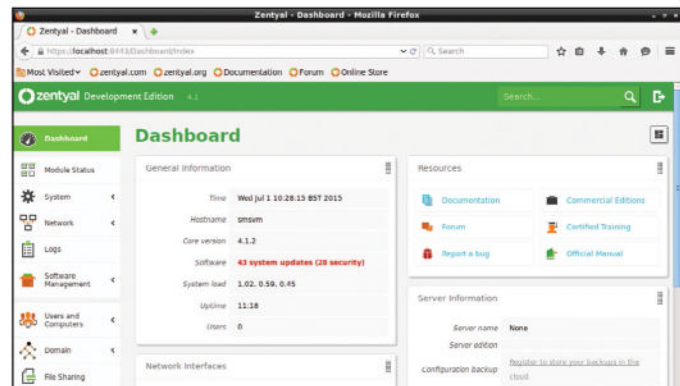 Zentyal - Dashboard - Mozilla Firefox
Zentyal - Dashboard
https://localhost:8443/Dashboard/Index
Search
Most Visited
zentyal.com
zentyal.org
Documentation
Forum
Online Store
zentyal Development Edition 4.1
Search...
Dashboard
Module Status
System
Network
Logs
Software
Management
Users and
Computers
Domain
File Sharing
Dashboard
General Information
Time Wed Jul 1 10:28:15 BST 2015
Hostname smsvm
Core version 4.1.2
Software 43 system updates (28 security)
System load 1.02, 0.59, 0.45
Uptime 11:18
Users 0
Network Interfaces
Resources
Documentation
Commercial Editions
Forum
Certified Training
Report a bug
Official Manual
Server Information
Server name None
Server edition
Configuration backup Register to store your backups in the
cloud